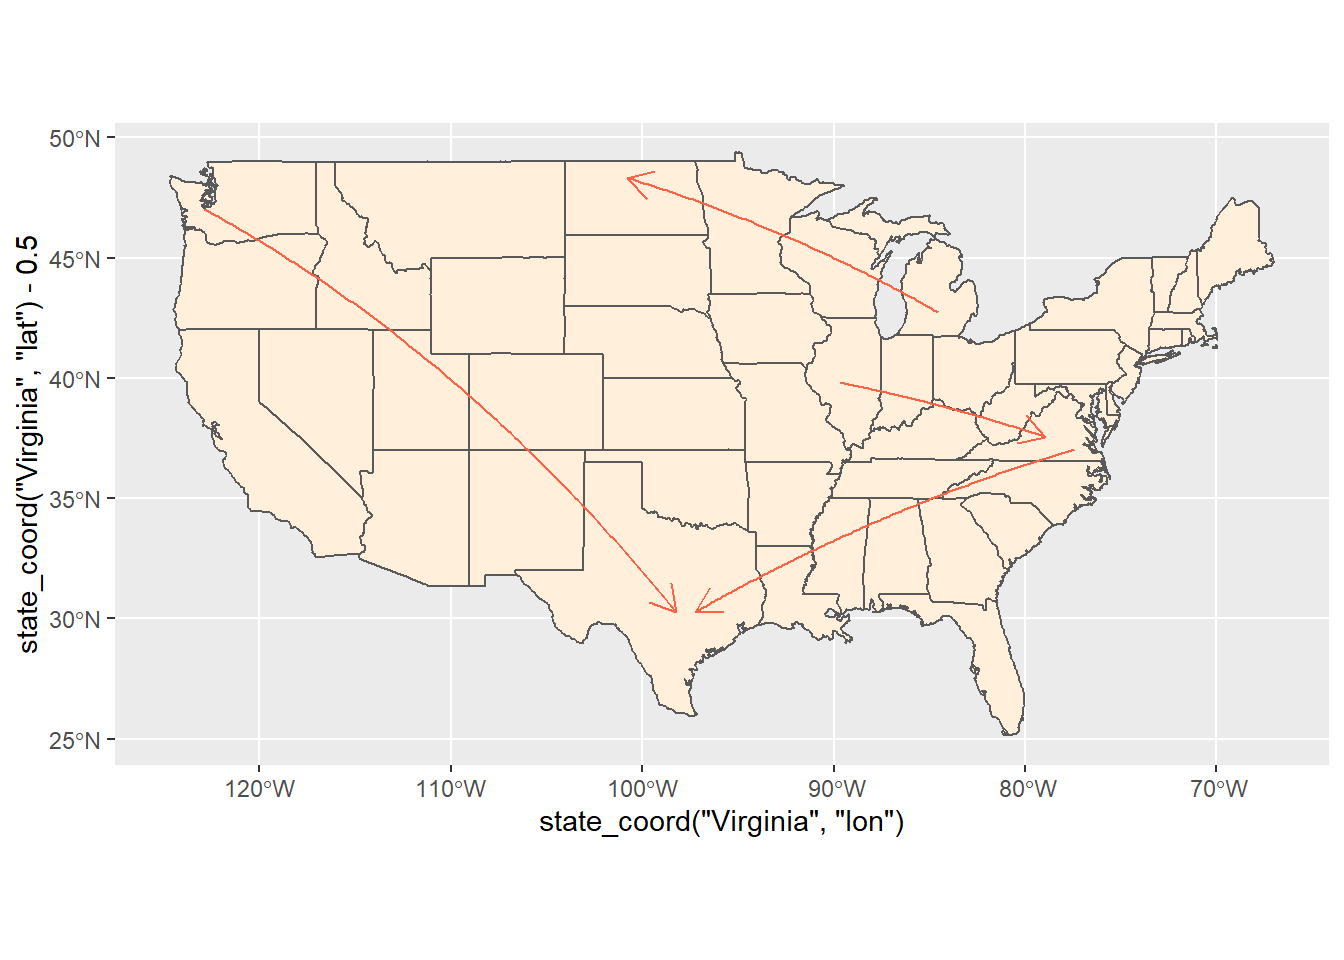 state_coord("Virginia", "lat") - 0.5
50°N
45°N
40°N
35°N
30°N
25°N
120°W
110°W
100°W
90°W
80°W
70°W
state_coord("Virginia", "lon")